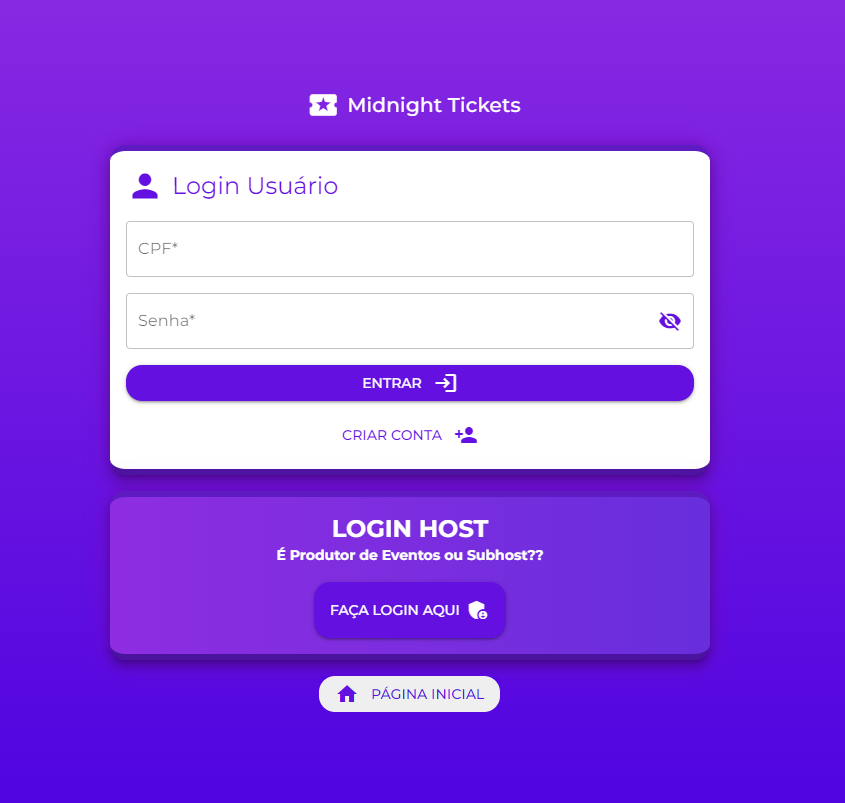 Midnight Tickets
Login Usuário
CPF*
Senha*
ENTRAR
CRIAR CONTA
LOGIN HOST
É Produtor de Eventos ou Subhost??
FAÇA LOGIN AQUI
PÁGINA INICIAL